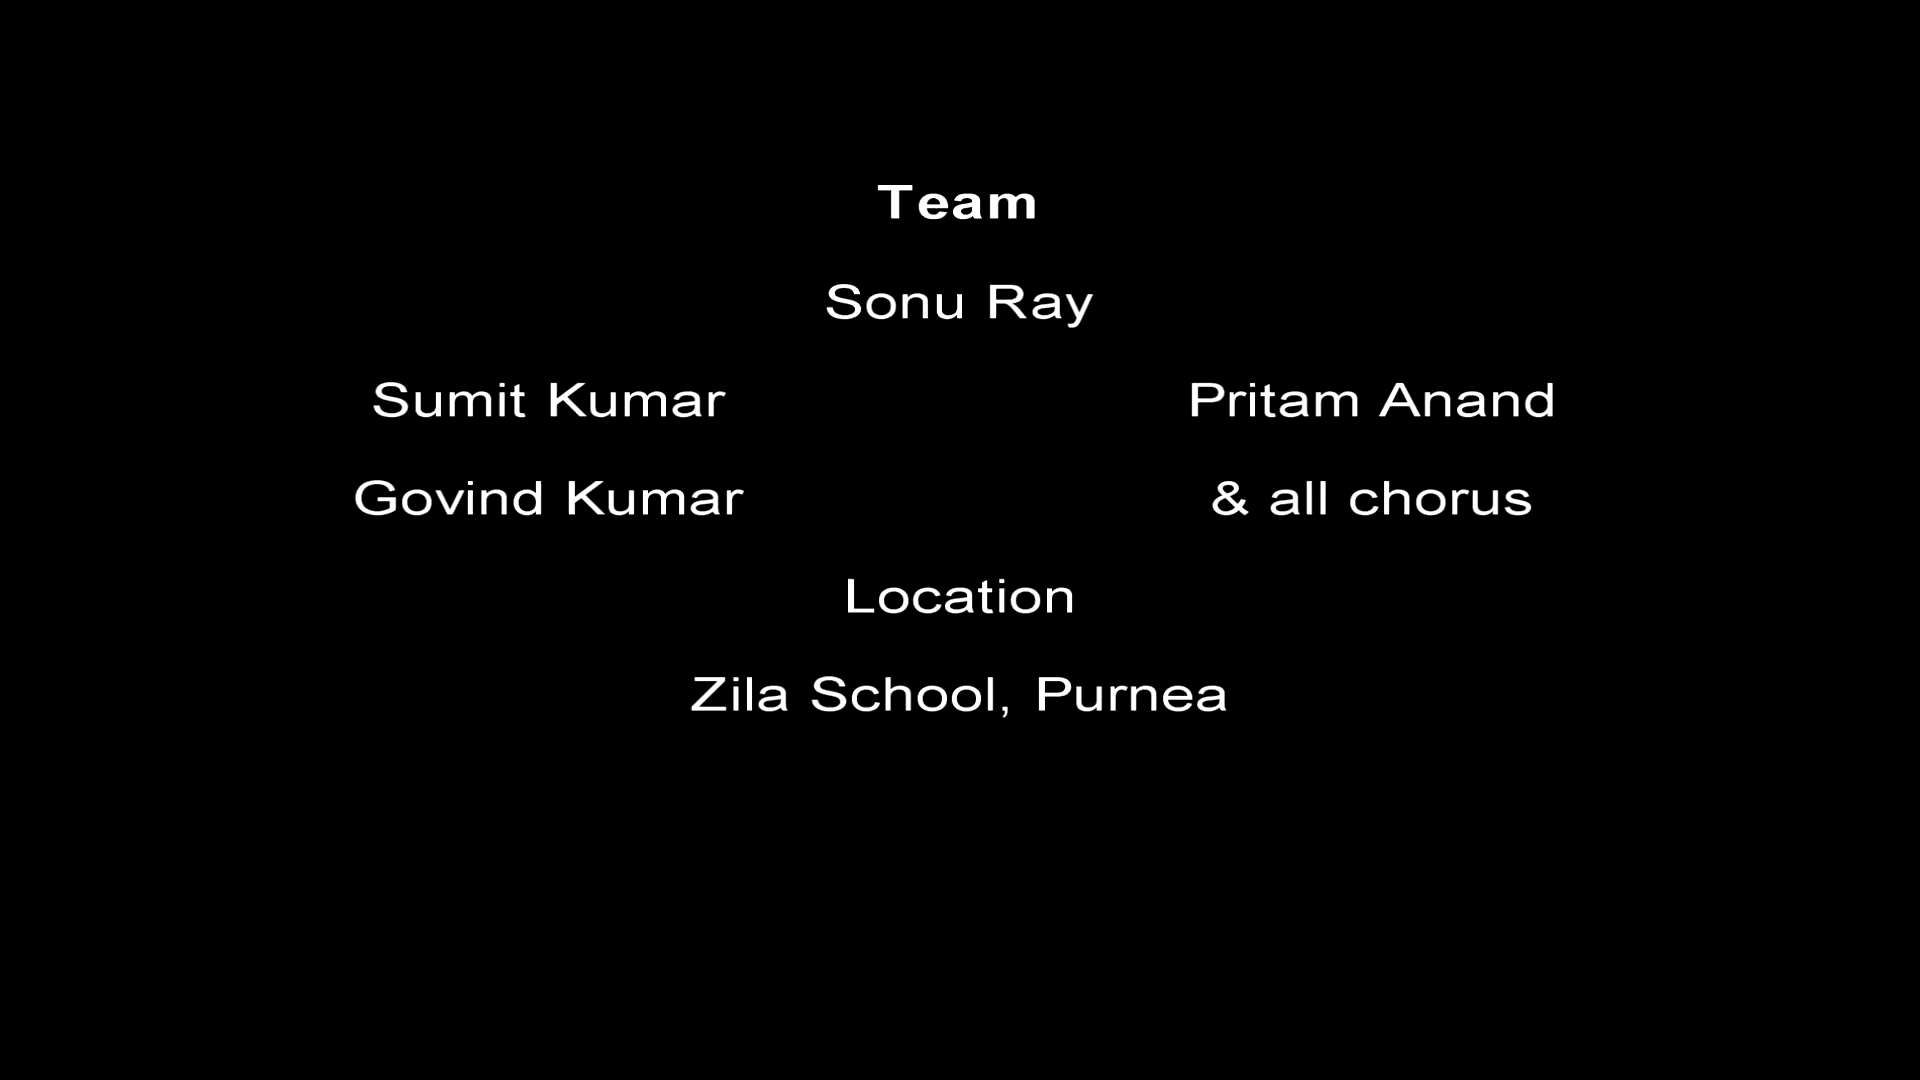 Team
Sonu Ray
Sumit Kumar Pritam Anand
Govind Kumar & all chorus
Location
Zila School, Purnea